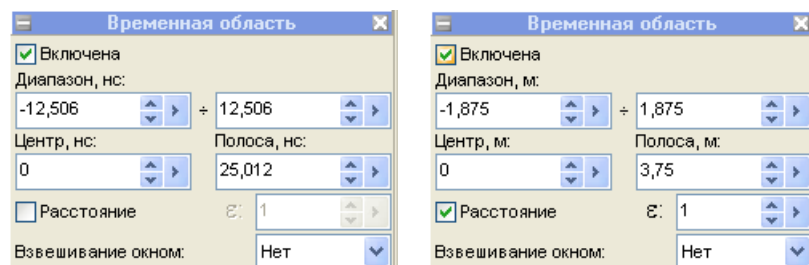 Временная область
Включена
Диапазон, нс:
-12,506 ÷ 12,506
Центр, нс: Полоса, нс:
0 25,012
Расстояние ε: 1
Взвешивание окном: Нет
Временная область
Включена
Диапазон, м:
-1,875 ÷ 1,875
Центр, м: Полоса, м:
0 3,75
Расстояние ε: 1
Взвешивание окном: Нет